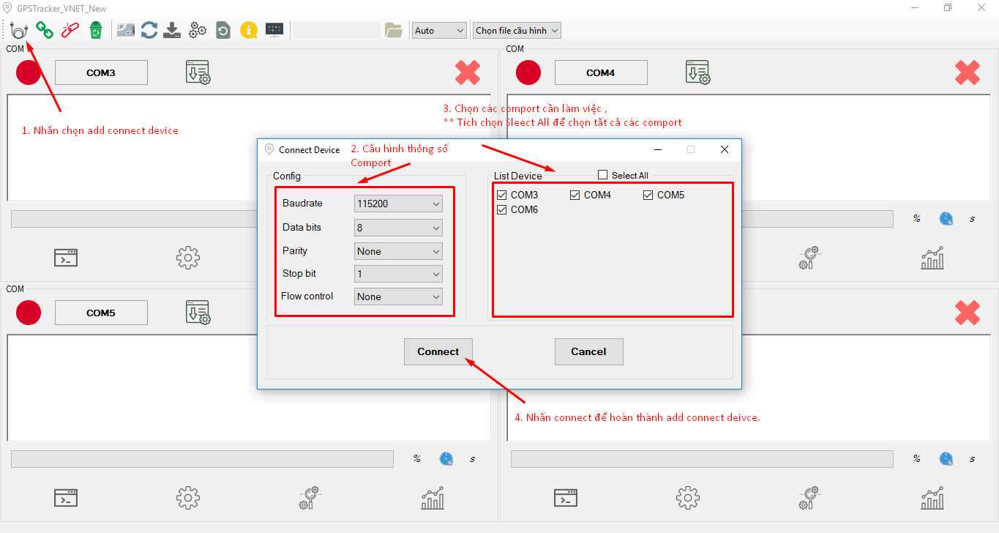 GPSTracker_VNET_New
Auto
Chọn file cầu hình
COM
COM3
COM
COM4
1. Nhấn chọn add connect device
3. Chọn các comport cần làm việc ,
** Tích chọn Sleect All để chọn tất cả các comport
Connect Device
2. Cấu hình thông số
Comport
Config
Baudrate
115200
Data bits
8
Parity
None
Stop bit
1
Flow control
None
List Device
Select All
COM3
COM4
COM5
COM6
Connect
Cancel
% s
COM
COM5
4. Nhấn connect để hoàn thành add connect deivce.
% s
% s